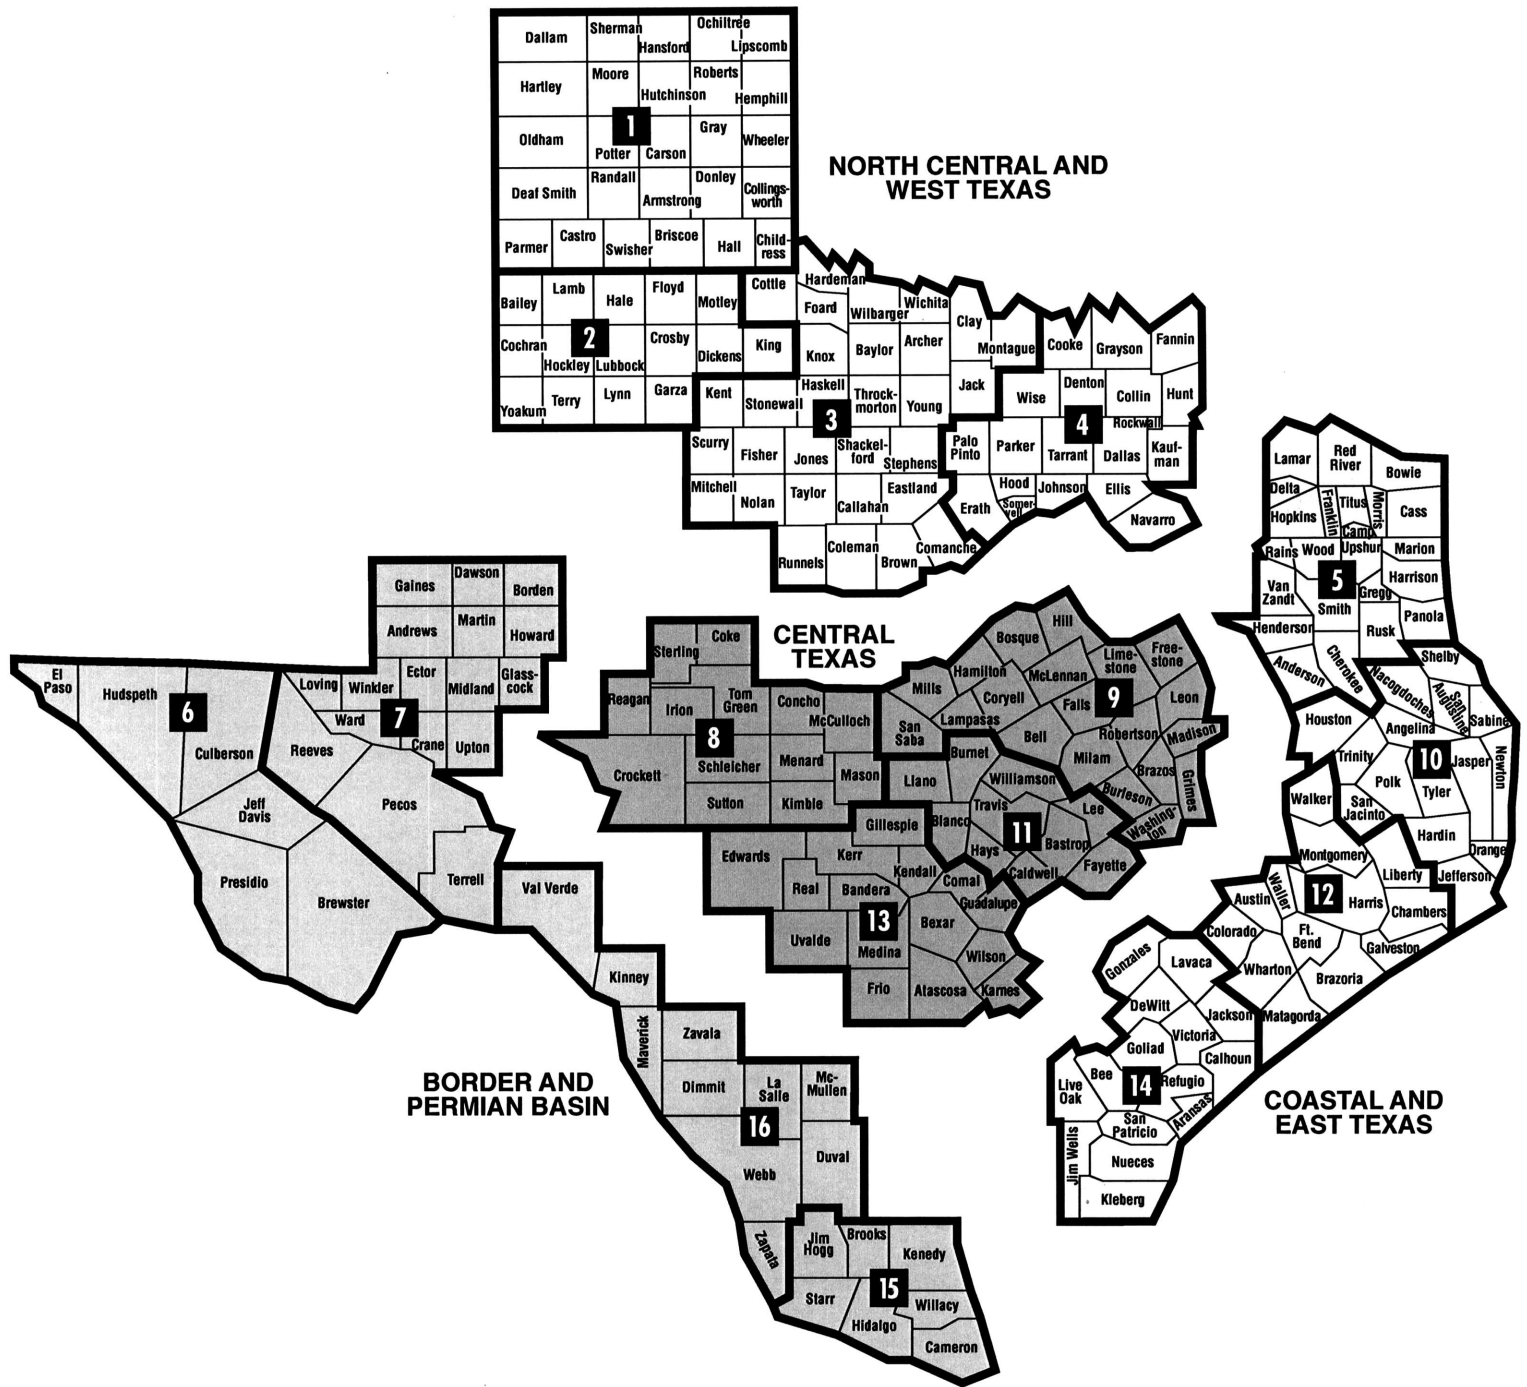 Dallam
Sherman
Hansford
Ochiltree
Lipscomb
Hartley
Moore
Hutchinson
Roberts
Hemphill
1
Oldham
Potter
Carson
Gray
Wheeler
Deaf Smith
Randall
Armstrong
Donley
Collings-
worth
Parmer
Castro
Swisher
Briscoe
Hall
Child-
ress
NORTH CENTRAL AND
WEST TEXAS
Bailey
Lamb
Hale
Floyd
Motley
2
Cochran
Hockley
Lubbock
Crosby
Dickens
King
Yoakum
Terry
Lynn
Garza
Cottle
Hardeman
Foard
Wilbarger
Wichita
Clay
Montague
Knox
Baylor
Archer
Jack
Kent
Stonewall
Haskell
Throck-
morton
Young
3
Scurry
Fisher
Jones
Shackel-
ford
Stephens
Mitchell
Nolan
Taylor
Callahan
Eastland
Runnels
Coleman
Brown
Comanche
Cooke
Grayson
Fannin
Wise
Denton
Collin
Hunt
4
Rockwall
Palo
Pinto
Parker
Tarrant
Dallas
Kauf-
man
Erath
Hood
Somer-
vell
Johnson
Ellis
Navarro
Lamar
Red
River
Bowie
Delta
Hopkins
Franklin
Titus
Morris
Cass
Camp
Rains
Wood
Upshur
Marion
5
Van
Zandt
Smith
Gregg
Harrison
Panola
Henderson
Rusk
Anderson
Cherokee
Gaines
Dawson
Borden
Andrews
Martin
Howard
El
Paso
Hudspeth
6
Culberson
Jeff
Davis
Presidio
Brewster
Loving
Winkler
Ector
Midland
Glass-
cock
7
Ward
Reeves
Crane
Upton
Pecos
Terrell
CENTRAL
TEXAS
Sterling
Coke
Reagan
Irion
Tom
Green
Concho
McCulloch
8
Crockett
Schleicher
Menard
Mason
Sutton
Kimble
Bosque
Hill
Hamilton
McLennan
Lime-
stone
Free-
stone
Mills
Coryell
Falls
9
Leon
San
Saba
Lampasas
Bell
Robertson
Madison
Milam
Brazos
Grimes
Burleson
Washing-
ton
Burnet
Llano
Williamson
Travis
Lee
Blanco
11
Hays
Bastrop
Caldwell
Fayette
Gillespie
Edwards
Kerr
Kendall
Real
Bandera
Comal
Guadalupe
13
Uvalde
Medina
Bexar
Wilson
Frio
Atascosa
Karnes
Shelby
Nacogdoches
San
Augustine
Sabine
Houston
Angelina
Trinity
10
Jasper
Newton
Polk
Tyler
San
Jacinto
Hardin
Orange
Jefferson
Walker
Montgomery
Liberty
12
Austin
Waller
Harris
Chambers
Colorado
Ft.
Bend
Galveston
Wharton
Brazoria
Matagorda
Gonzales
Lavaca
DeWitt
Jackson
Victoria
Goliad
Calhoun
Bee
14
Refugio
Live
Oak
San
Patricio
Aransas
Jim Wells
Nueces
Kleberg
COASTAL AND
EAST TEXAS
Val Verde
Kinney
Maverick
Zavala
Dimmit
La
Salle
Mc-
Mullen
16
Webb
Duval
Zapata
BORDER AND
PERMIAN BASIN
Jim
Hogg
Brooks
Kenedy
15
Starr
Hidalgo
Willacy
Cameron